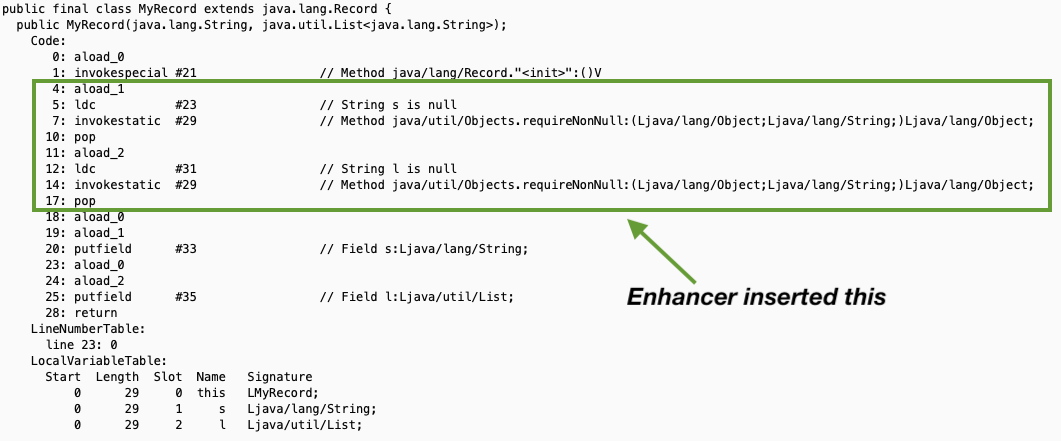 public final class MyRecord extends java.lang.Record {
  public MyRecord(java.lang.String, java.util.List<java.lang.String>);
    Code:
       0: aload_0
       1: invokespecial #21                 // Method java/lang/Record."<init>":()V
       4: aload_1
       5: ldc           #23                 // String s is null
       7: invokestatic  #29                 // Method java/util/Objects.requireNonNull:(Ljava/lang/Object;Ljava/lang/String;)Ljava/lang/Object;
      10: pop
      11: aload_2
      12: ldc           #31                 // String l is null
      14: invokestatic  #29                 // Method java/util/Objects.requireNonNull:(Ljava/lang/Object;Ljava/lang/String;)Ljava/lang/Object;
      17: pop
      18: aload_0
      19: aload_1
      20: putfield      #33                 // Field s:Ljava/lang/String;
      23: aload_0
      24: aload_2
      25: putfield      #35                 // Field l:Ljava/util/List;
      28: return
Enhancer inserted this
    LineNumberTable:
      line 23: 0
    LocalVariableTable:
      Start  Length  Slot  Name   Signature
          0      29     0  this   LMyRecord;
          0      29     1     s   Ljava/lang/String;
          0      29     2     l   Ljava/util/List;